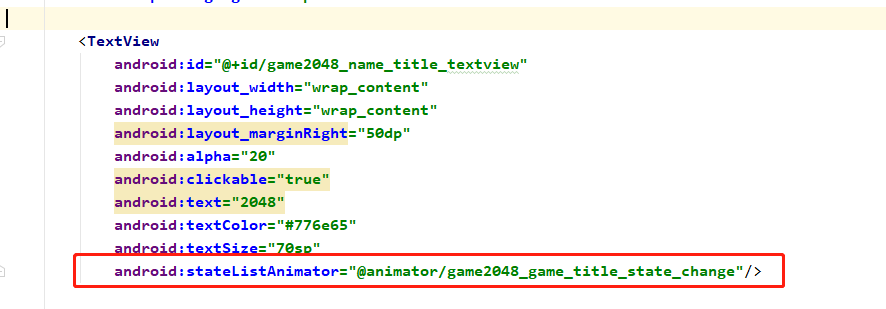 <TextView
android:id="@+id/game2048_name_title_textview"
android:layout_width="wrap_content"
android:layout_height="wrap_content"
android:layout_marginRight="50dp"
android:alpha="20"
android:clickable="true"
android:text="2048"
android:textColor="#776e65"
android:textSize="70sp"
android:stateListAnimator="@animator/game2048_game_title_state_change"/>